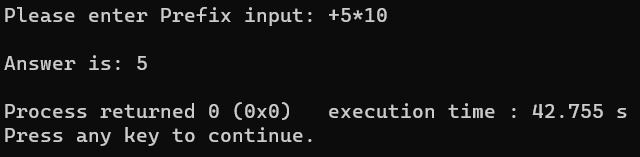 Please enter Prefix input: +5*10
Answer is: 5
Process returned 0 (0x0)   execution time : 42.755 s
Press any key to continue.